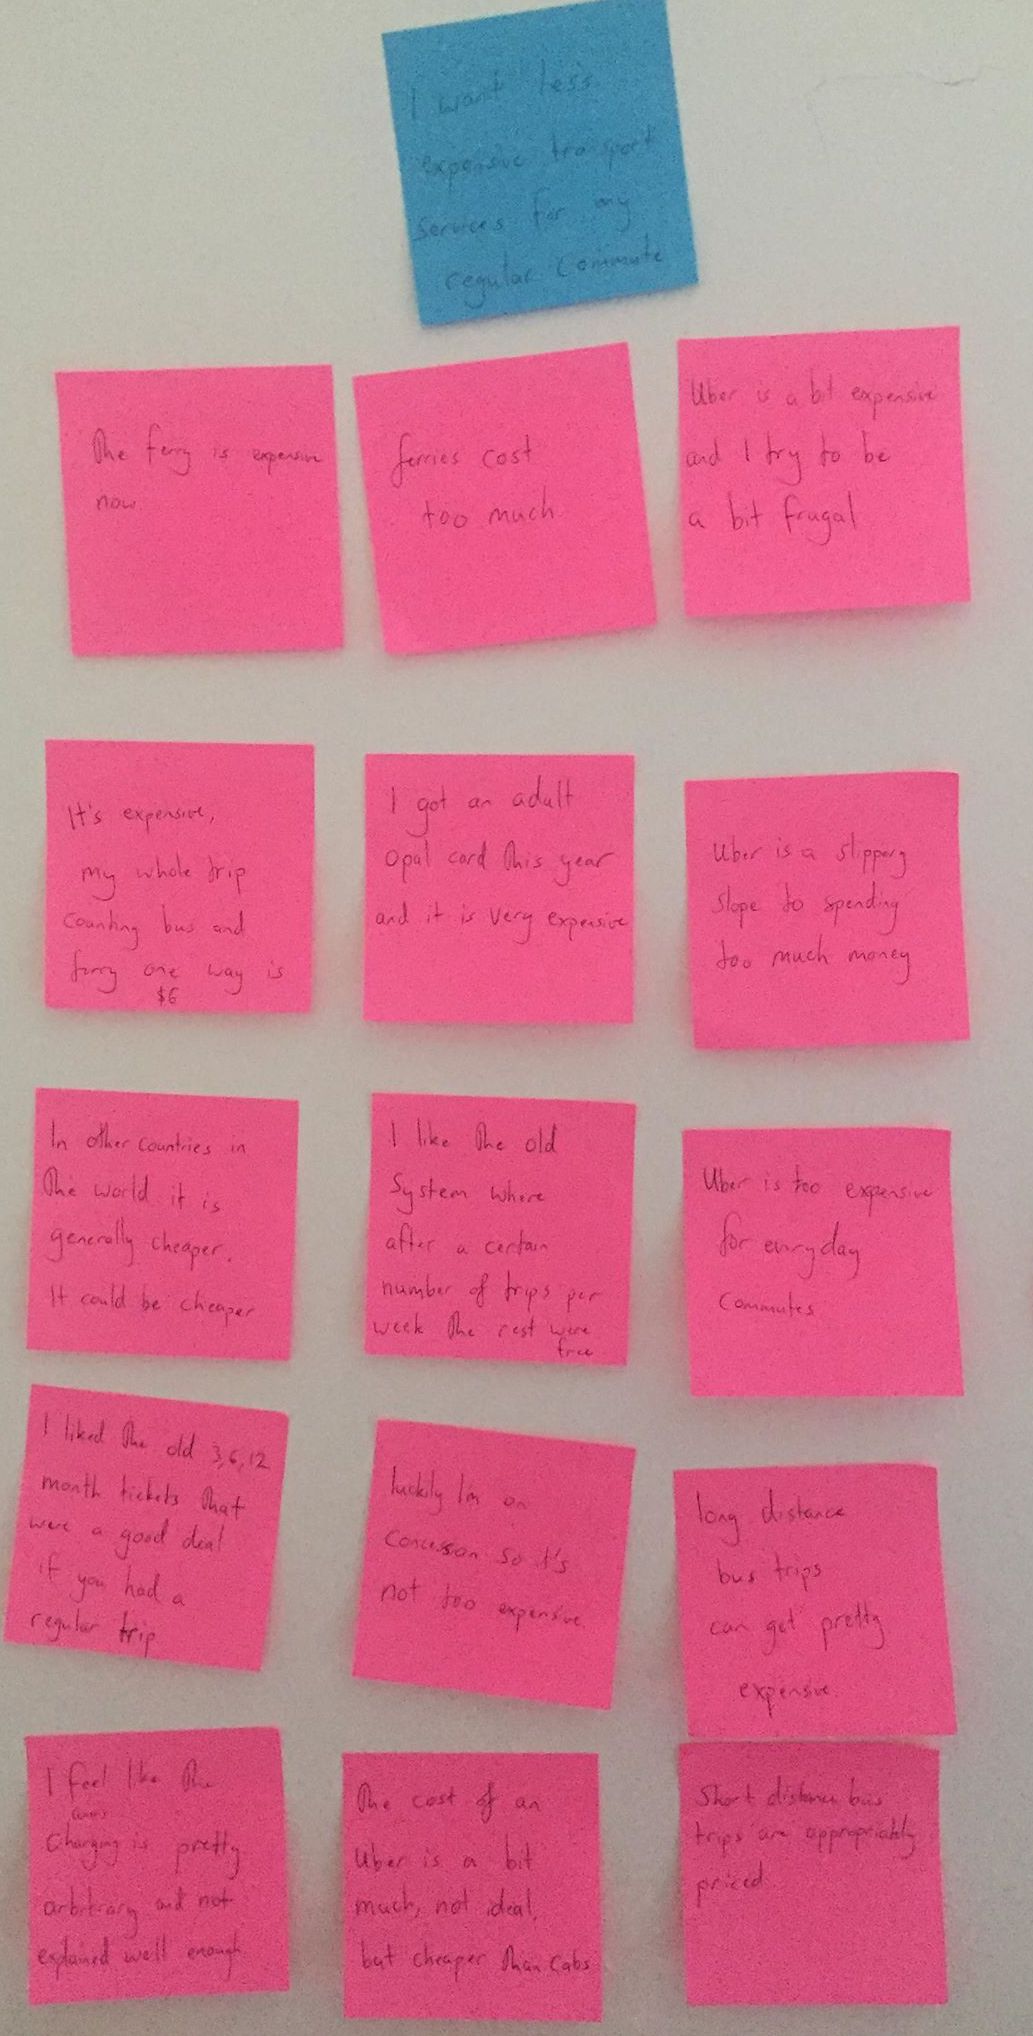 I want less
expensive transport
services for my
regular commute
The ferry is expensive
now
ferries cost
too much
Uber is a bit expensive
and I try to be
a bit frugal
It's expensive,
my whole trip
counting bus and
ferry one way is
$6
I got an adult
opal card this year
and it is very expensive
Uber is a slippery
slope to spending
too much money
In other countries in
the world it is
generally cheaper.
It could be cheaper
I like the old
system where
after a certain
number of trips per
week the rest were
free
Uber is too expensive
for everyday
commutes
I liked the old 3,6,12
month tickets that
were a good deal
if you had a
regular trip
luckily I'm on
concession so it's
not too expensive
long distance
bus trips
can get pretty
expensive
I feel like the
charging is pretty
arbitrary and not
explained well enough
The cost of an
Uber is a bit
much, not ideal,
but cheaper than cabs
Short distance bus
trips are appropriately
priced